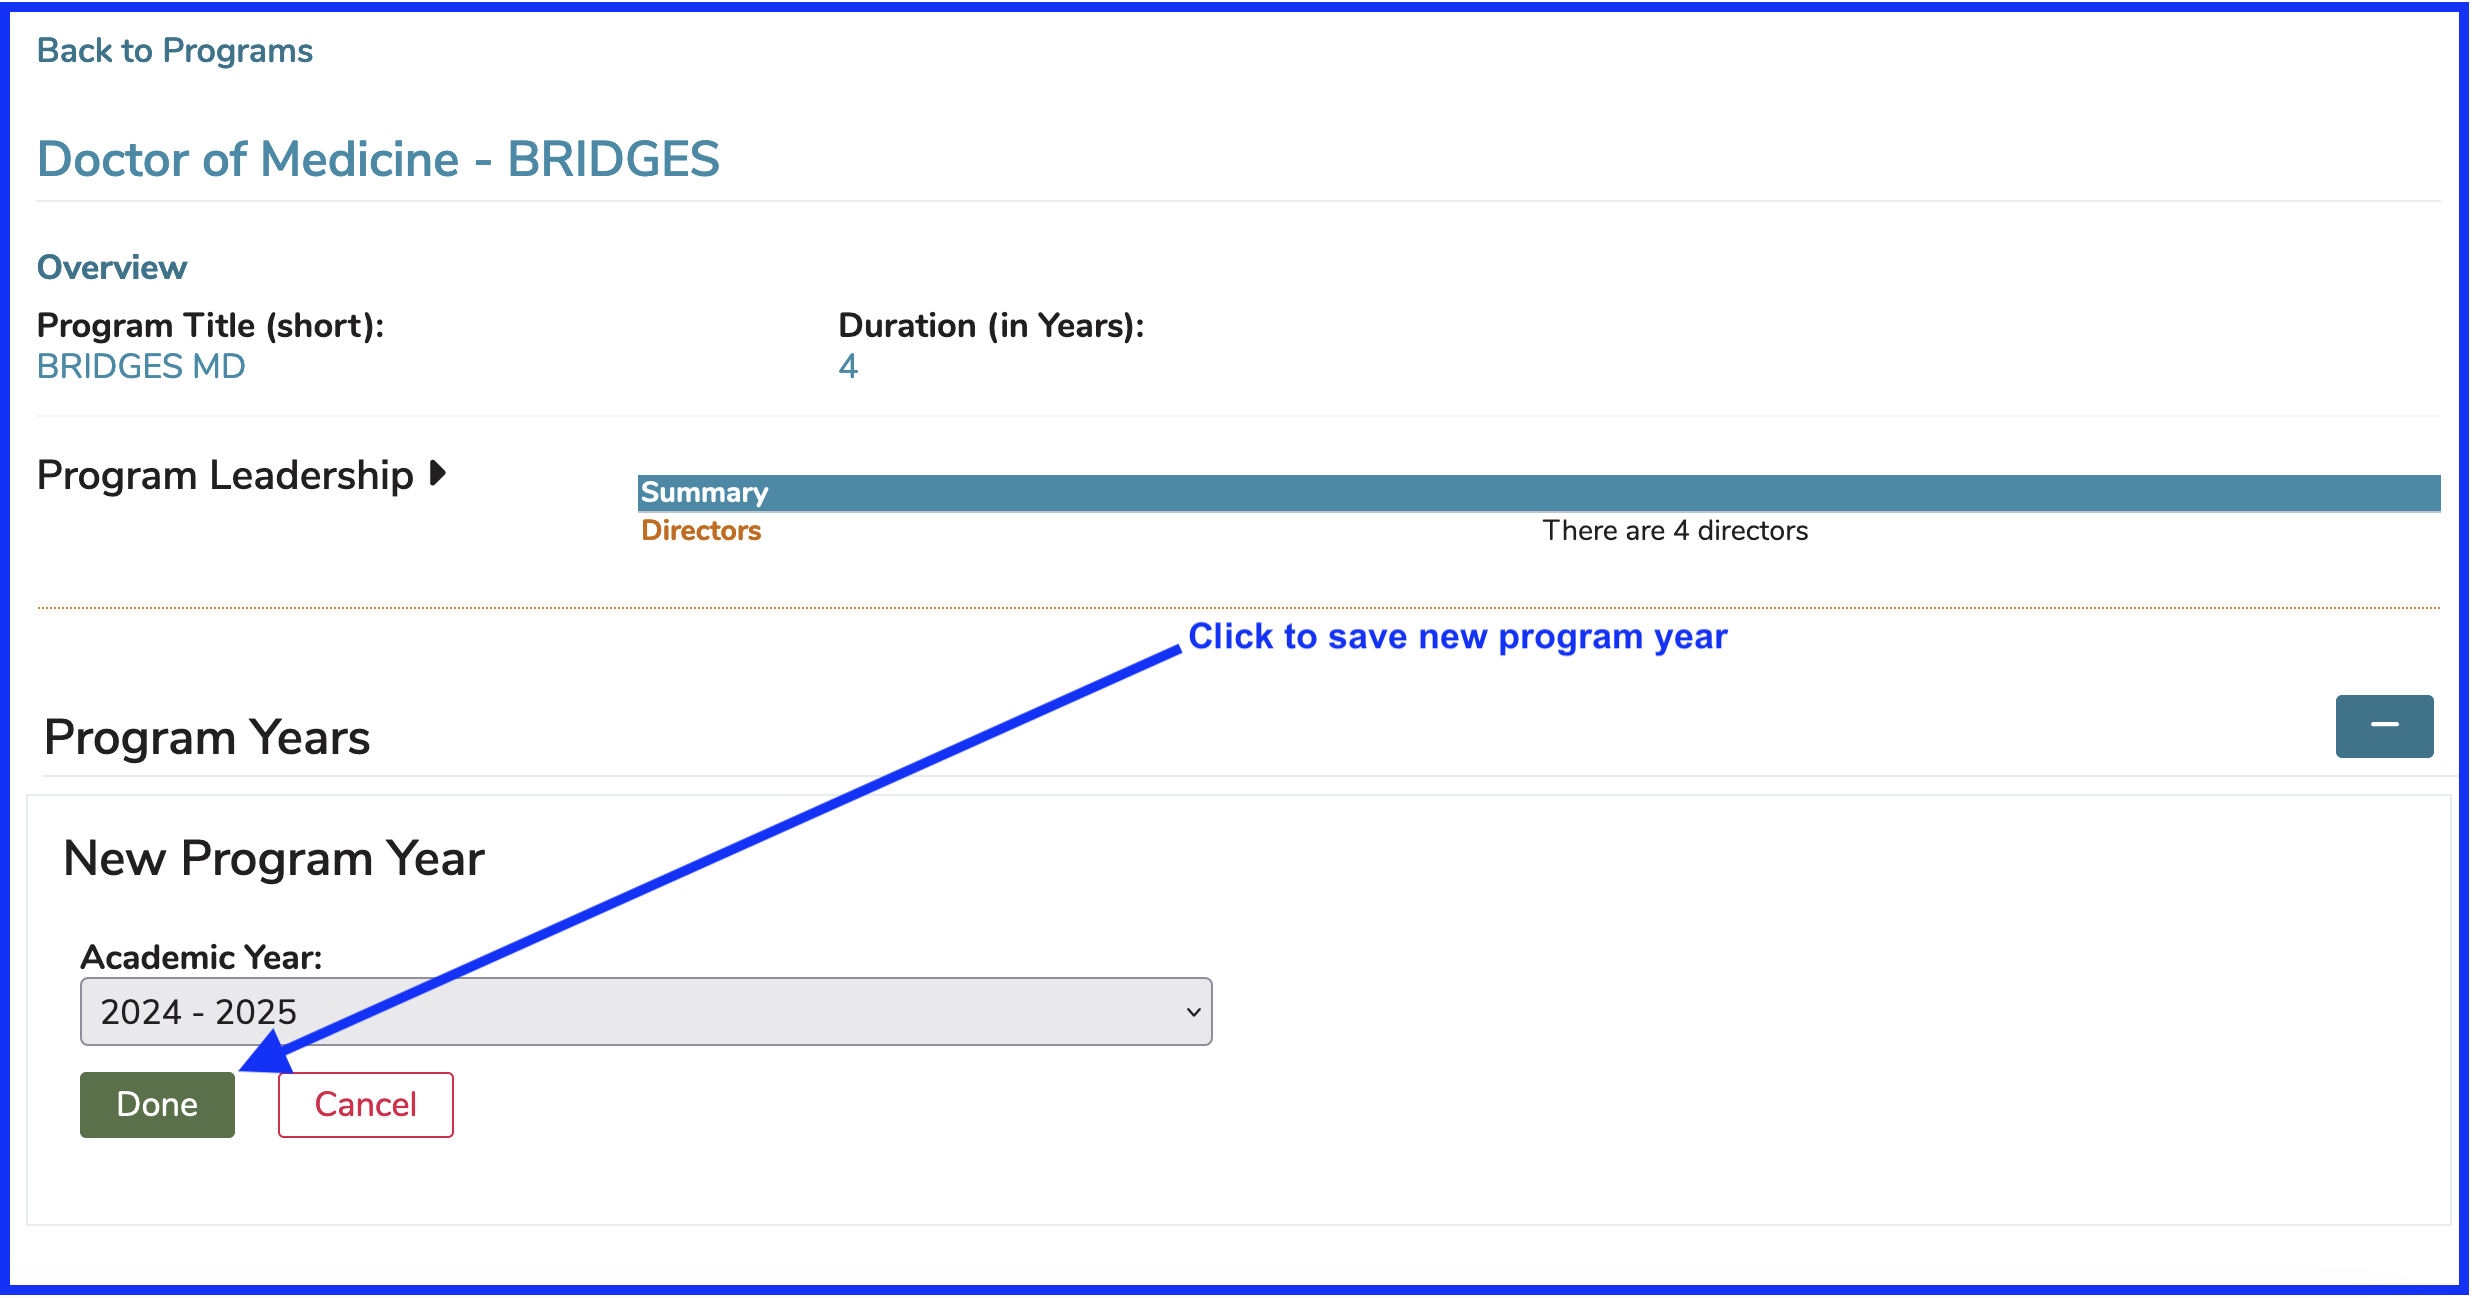 Back to Programs
Doctor of Medicine - BRIDGES
Overview
Program Title (short):
BRIDGES MD
Duration (in Years):
4
Program Leadership
Summary
Directors
There are 4 directors
Click to save new program year
Program Years
New Program Year
Academic Year:
2024 - 2025
Done
Cancel